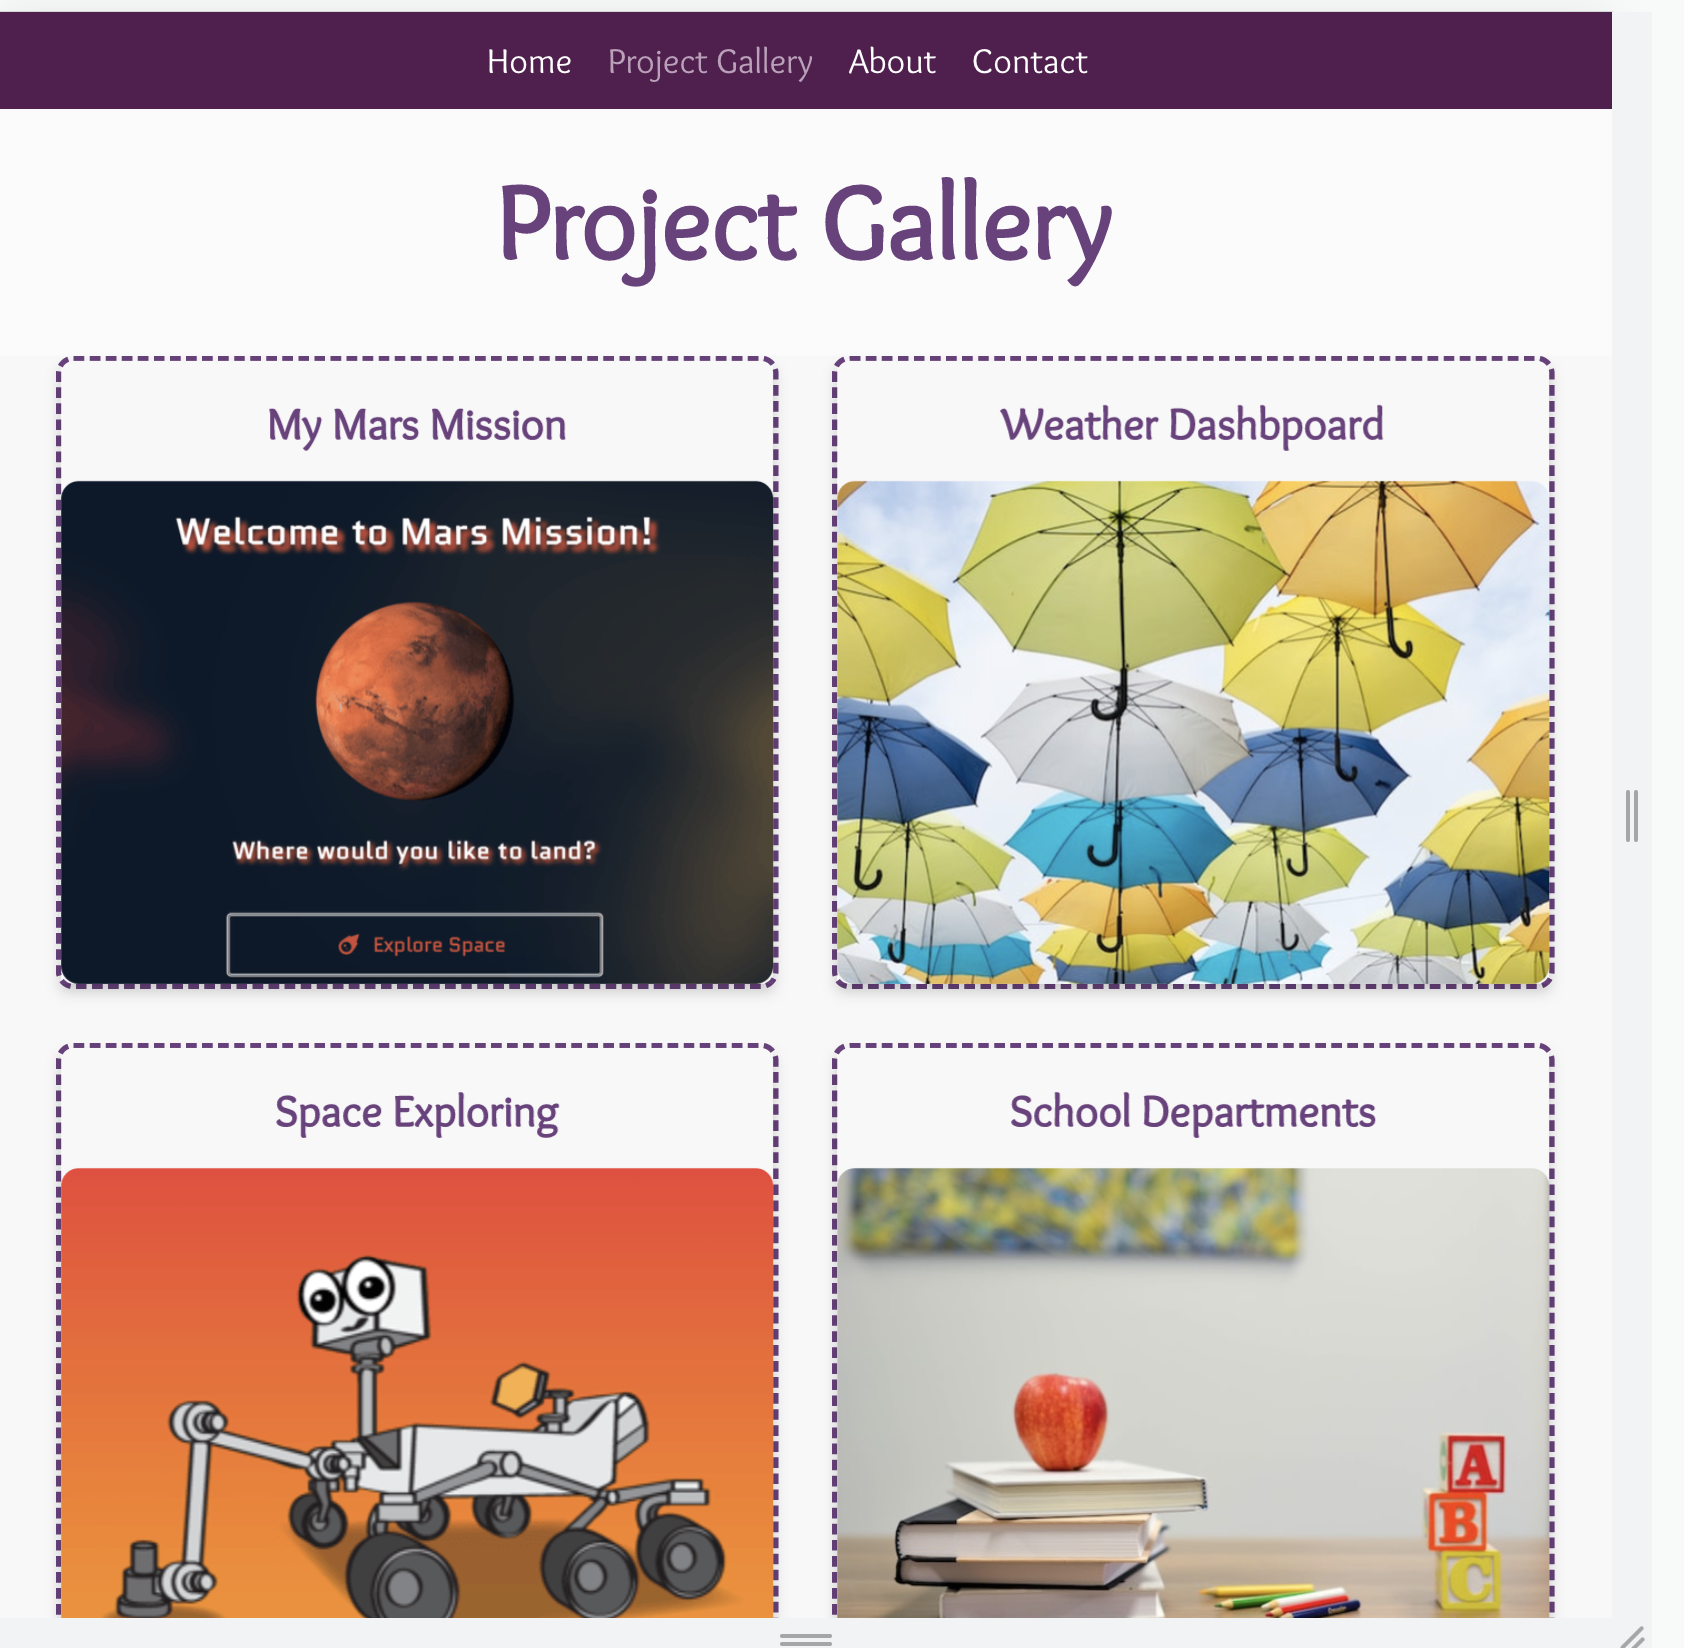 Home Project Gallery About Contact
Project Gallery
My Mars Mission
Weather Dashbpoard
Welcome to Mars Mission!
Where would you like to land?
Explore Space
Space Exploring
School Departments
A
B
C